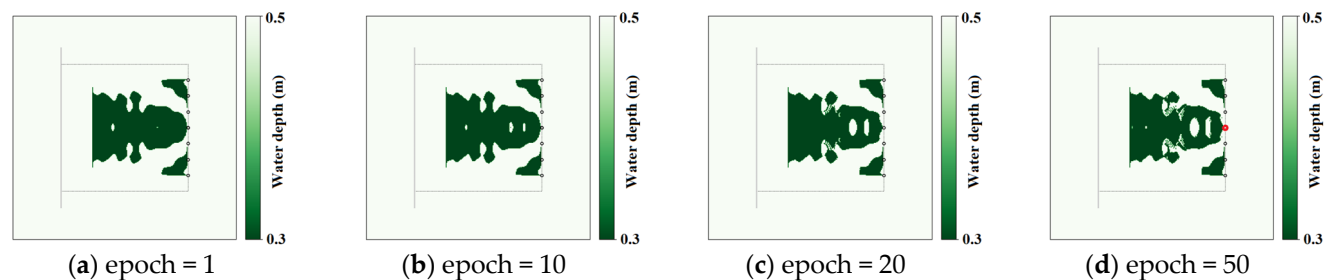 0.5
Water depth (m)
0.3
(a) epoch = 1
0.5
Water depth (m)
0.3
(b) epoch = 10
0.5
Water depth (m)
0.3
(c) epoch = 20
0.5
Water depth (m)
0.3
(d) epoch = 50